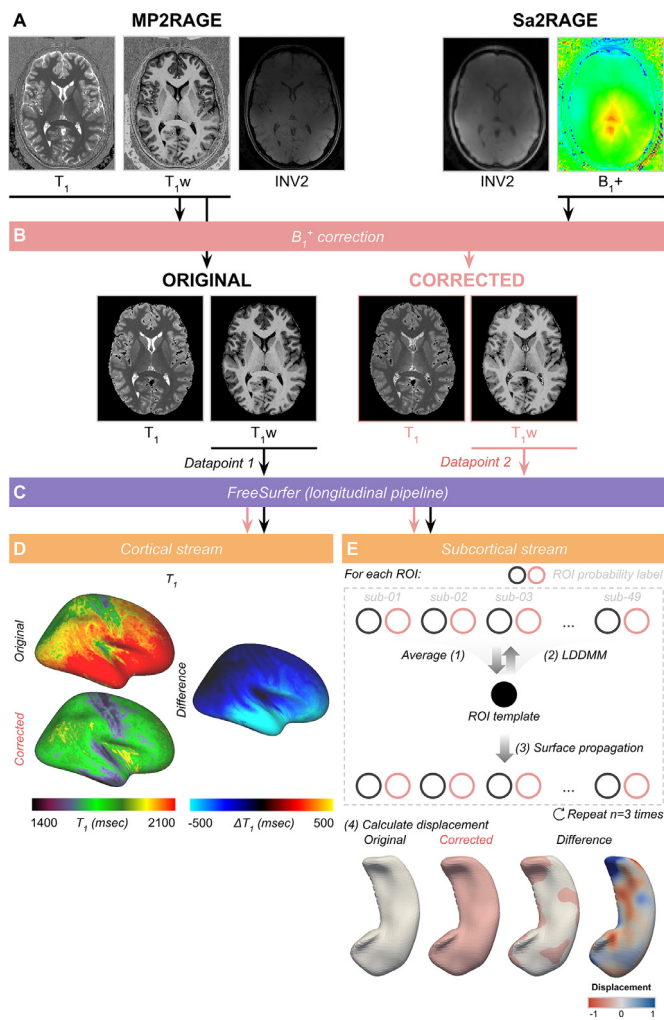 A MP2RAGE Sa2RAGE
T1 T1w INV2 INV2 B1+
B B1+ correction
ORIGINAL CORRECTED
T1 T1w T1 T1w
Datapoint 1 Datapoint 2
C FreeSurfer (longitudinal pipeline)
D Cortical stream
T1
Original
Corrected
Difference
1400 T1 (msec) 2100
-500 ΔT1 (msec) 500
E Subcortical stream
For each ROI: ROI probability label
sub-01 sub-02 sub-03 sub-49
...
Average (1) (2) LDDMM
ROI template
(3) Surface propagation
...
Repeat n=3 times
(4) Calculate displacement
Original Corrected Difference
Displacement
-1 0 1